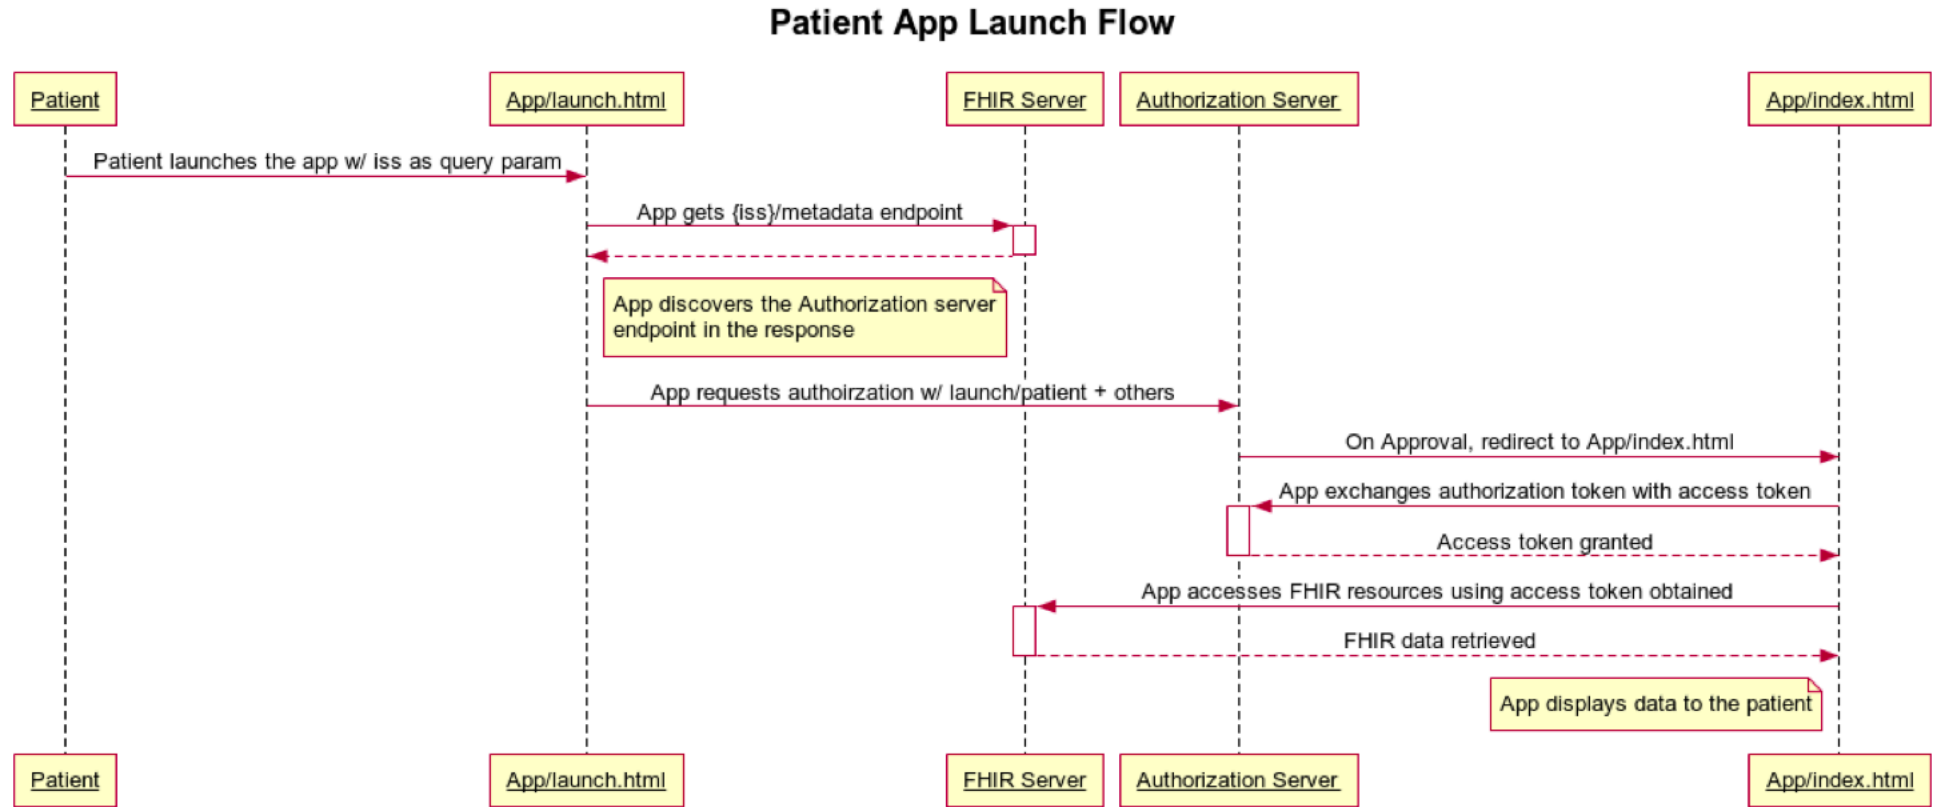 Patient App Launch Flow
Patient
App/launch.html
FHIR Server
Authorization Server
App/index.html
Patient launches the app w/ iss as query param
App gets {iss}/metadata endpoint
App discovers the Authorization server
endpoint in the response
App requests authoirzation w/ launch/patient + others
On Approval, redirect to App/index.html
App exchanges authorization token with access token
Access token granted
App accesses FHIR resources using access token obtained
FHIR data retrieved
App displays data to the patient
Patient
App/launch.html
FHIR Server
Authorization Server
App/index.html